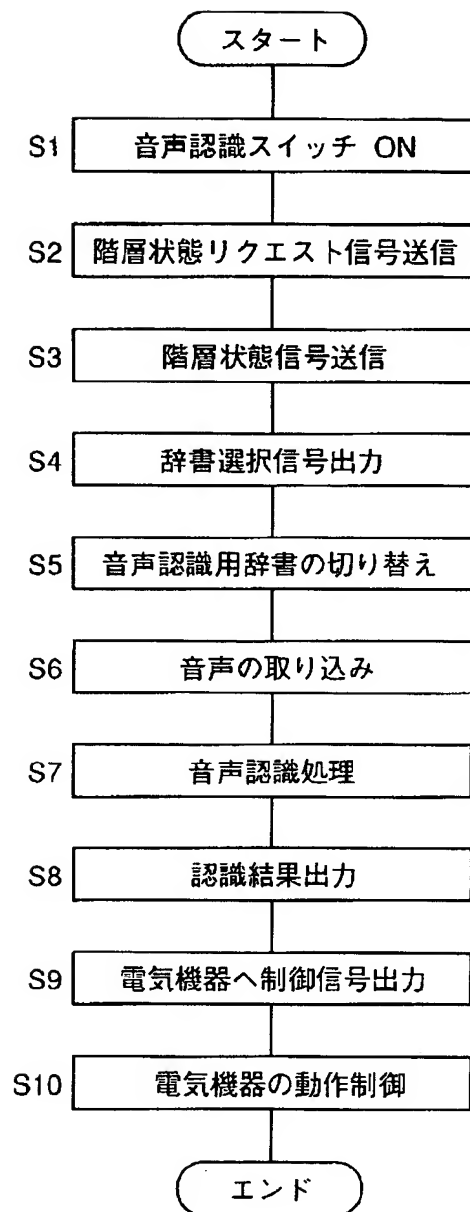 スタート
S1 音声認識スイッチ ON
S2 階層状態リクエスト信号送信
S3 階層状態信号送信
S4 辞書選択信号出力
S5 音声認識用辞書の切り替え
S6 音声の取り込み
S7 音声認識処理
S8 認識結果出力
S9 電気機器へ制御信号出力
S10 電気機器の動作制御
エンド